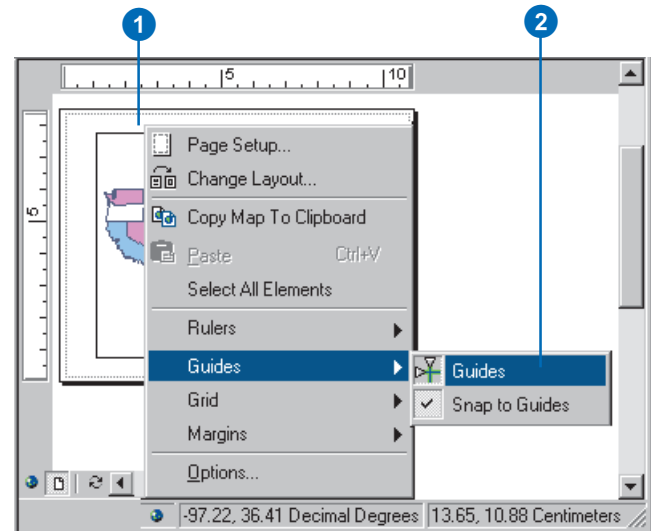 1
2
5
10
5
Page Setup...
Change Layout...
Copy Map To Clipboard
Paste Ctrl+V
Select All Elements
Rulers
Guides
Guides
Grid
Snap to Guides
Margins
Options...
-97.22, 36.41 Decimal Degrees
13.65, 10.88 Centimeters